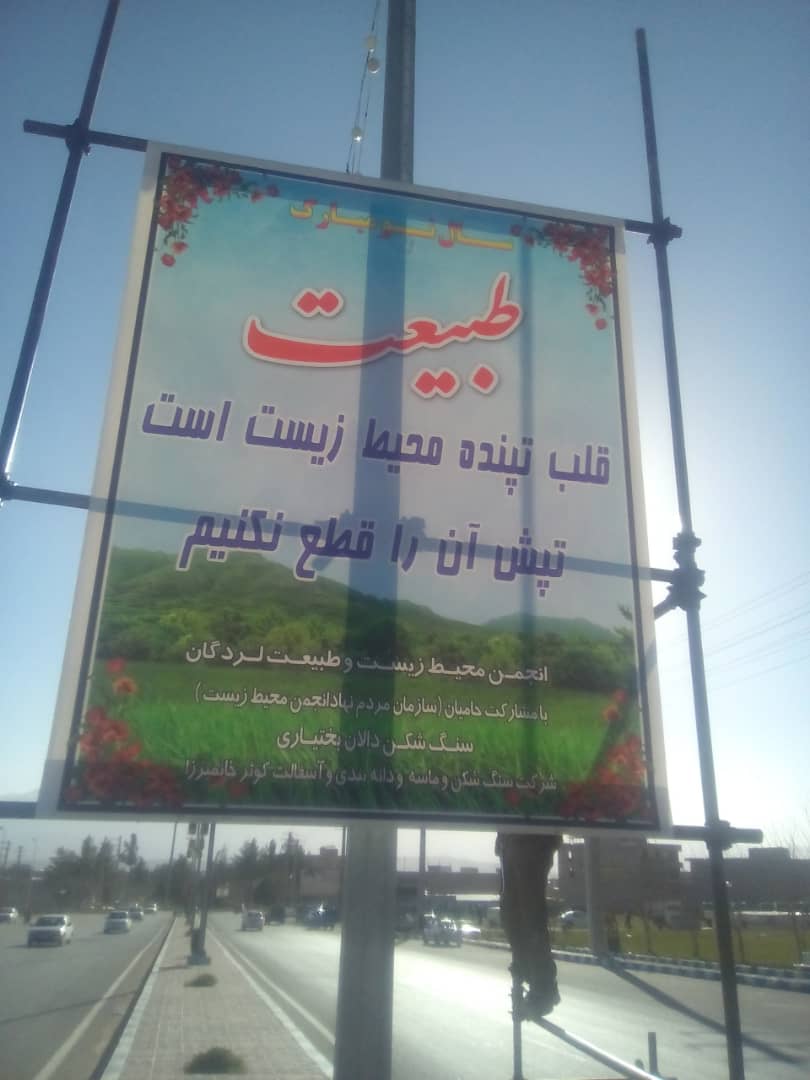 سال نو مبارک
طبیعت
قلب تپنده محیط زیست است
تپش آن را قطع نکنیم
انجمن محیط زیست و طبیعت لردگان
با مشارکت حامیان (سازمان مردم نهادانجمن محیط زیست)
سنگ شکن دالان بختیاری
شرکت سنگ شکن و ماسه و دانه بندی و آسفالت کوثر خانمیرزا